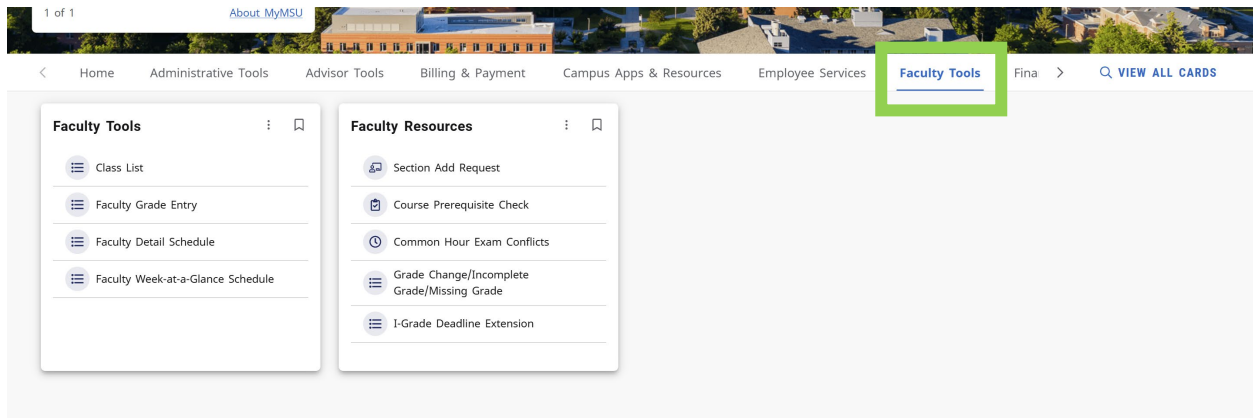 1 of 1
About MyMSU
Home
Administrative Tools
Advisor Tools
Billing & Payment
Campus Apps & Resources
Employee Services
Faculty Tools
Fina
VIEW ALL CARDS
Faculty Tools
Class List
Faculty Grade Entry
Faculty Detail Schedule
Faculty Week-at-a-Glance Schedule
Faculty Resources
Section Add Request
Course Prerequisite Check
Common Hour Exam Conflicts
Grade Change/Incomplete
Grade/Missing Grade
I-Grade Deadline Extension